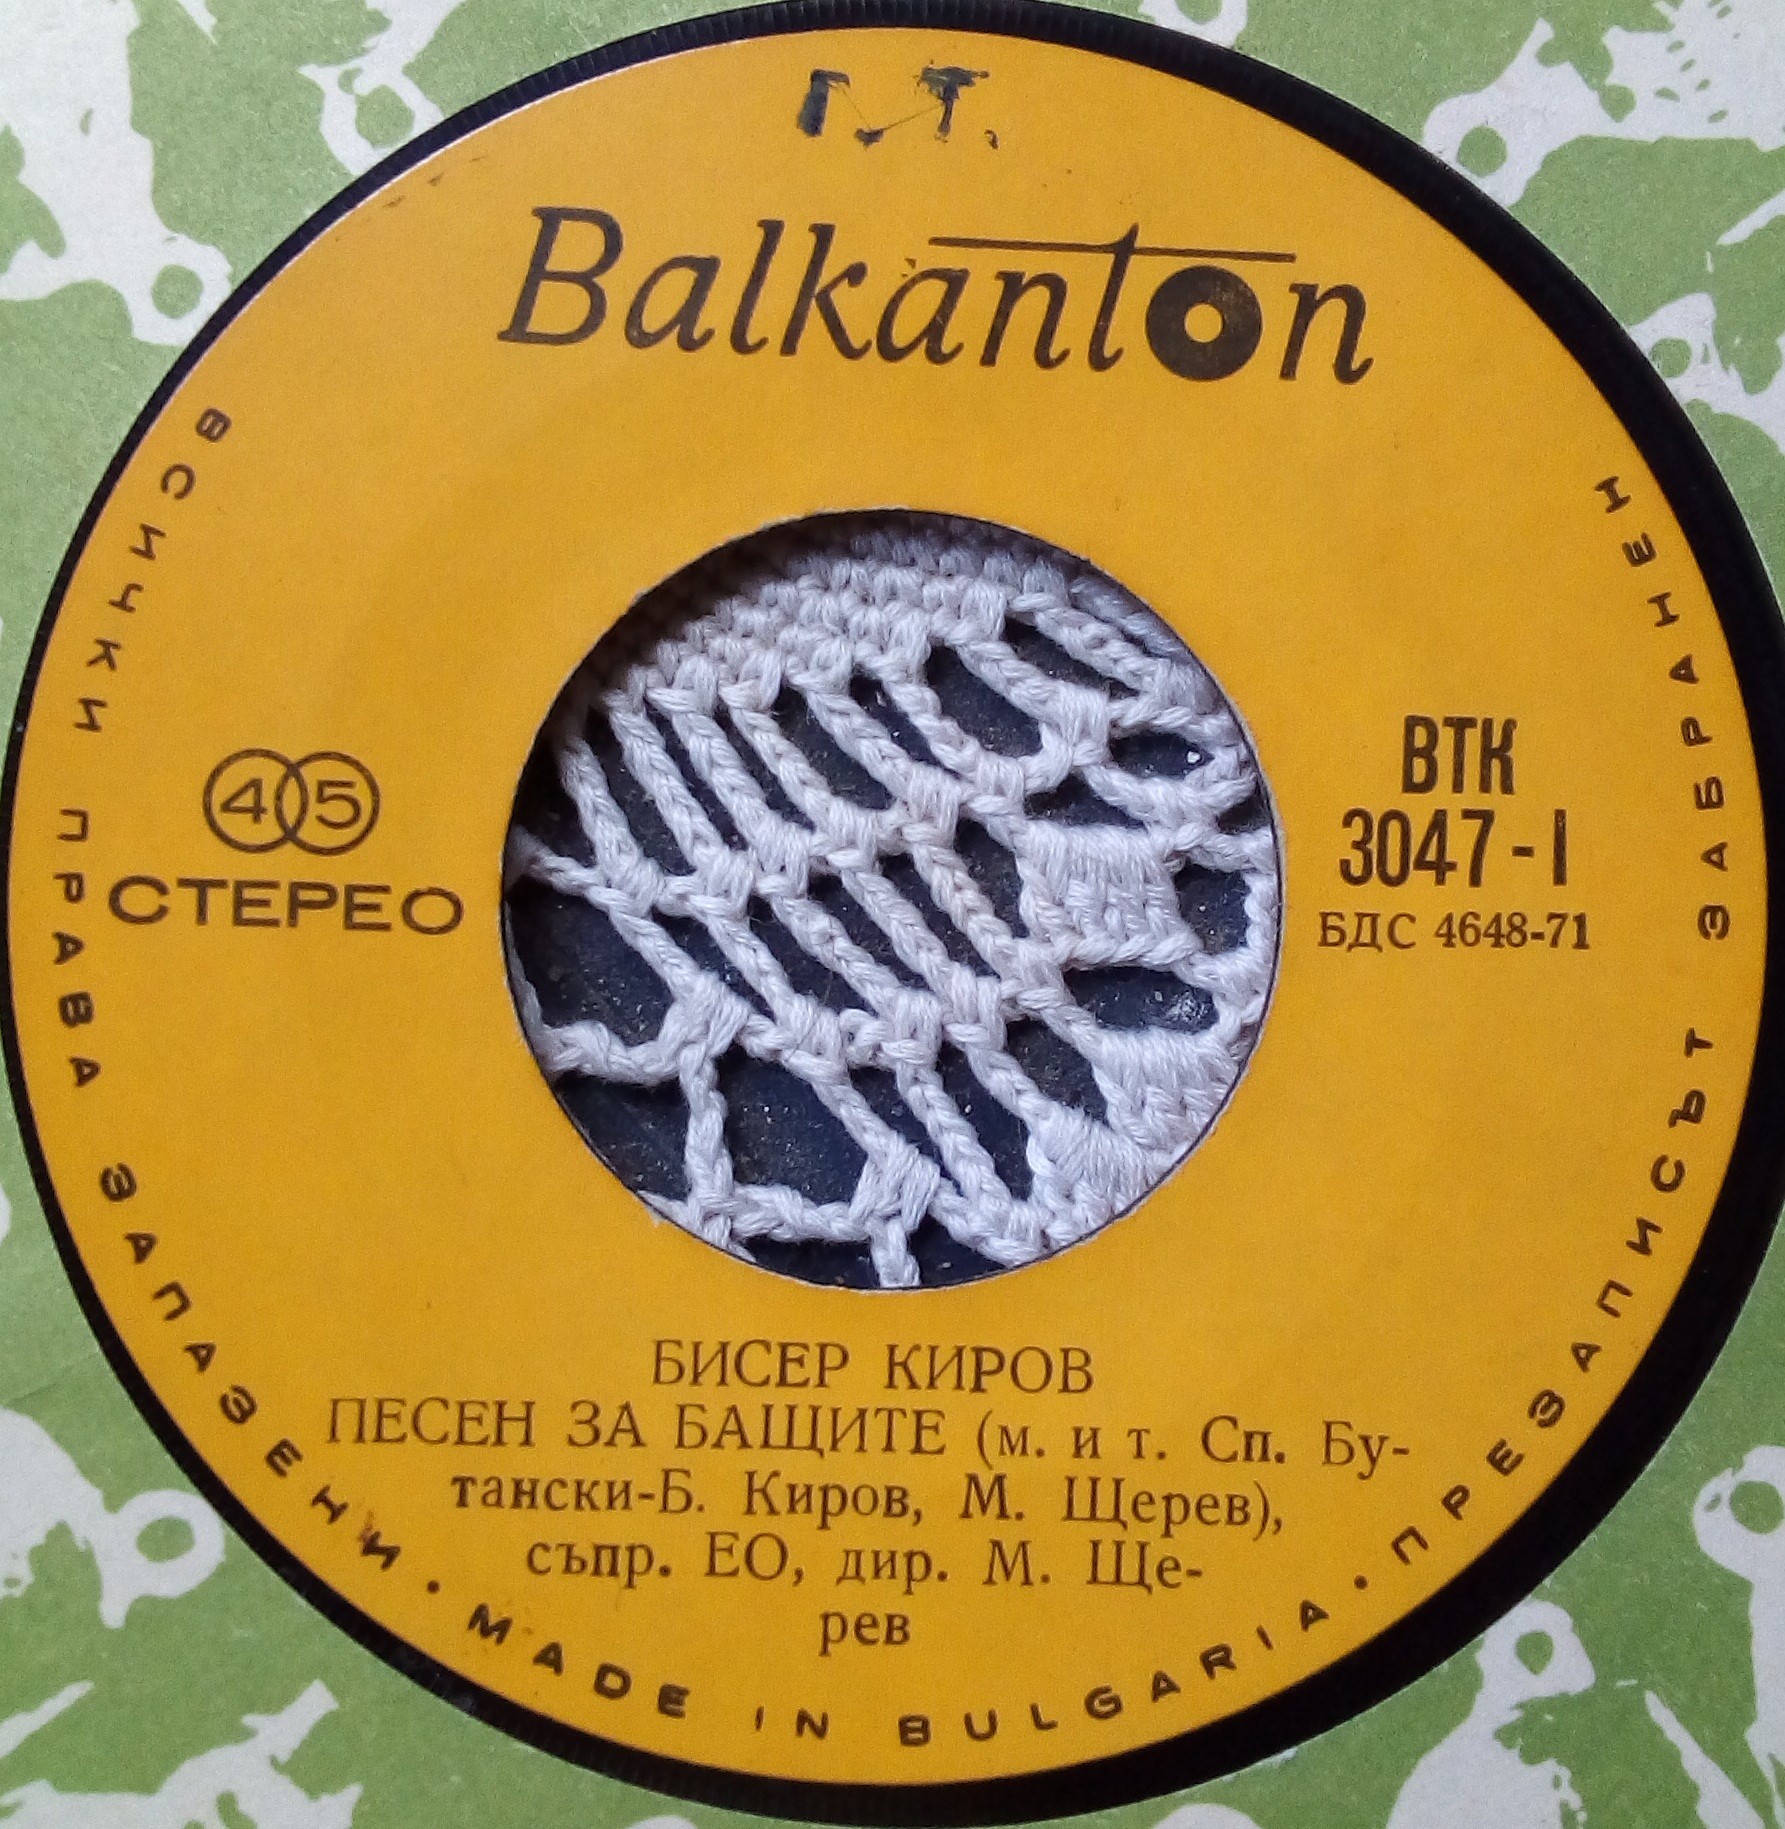 Г.Т.
Balkanton
45
СТЕРЕО
ВТК
3047-I
БДС 4648-71
БИСЕР КИРОВ
ПЕСЕН ЗА БАЩИТЕ (м. и т. Сп. Бу-
тански-Б. Киров, М. Щерев),
съпр. ЕО, дир. М. Ще-
рев
ВСИЧКИ ПРАВА ЗАПАЗЕНИ · MADE IN BULGARIA · ПРЕЗАПИСЪТ ЗАБРАНЕН